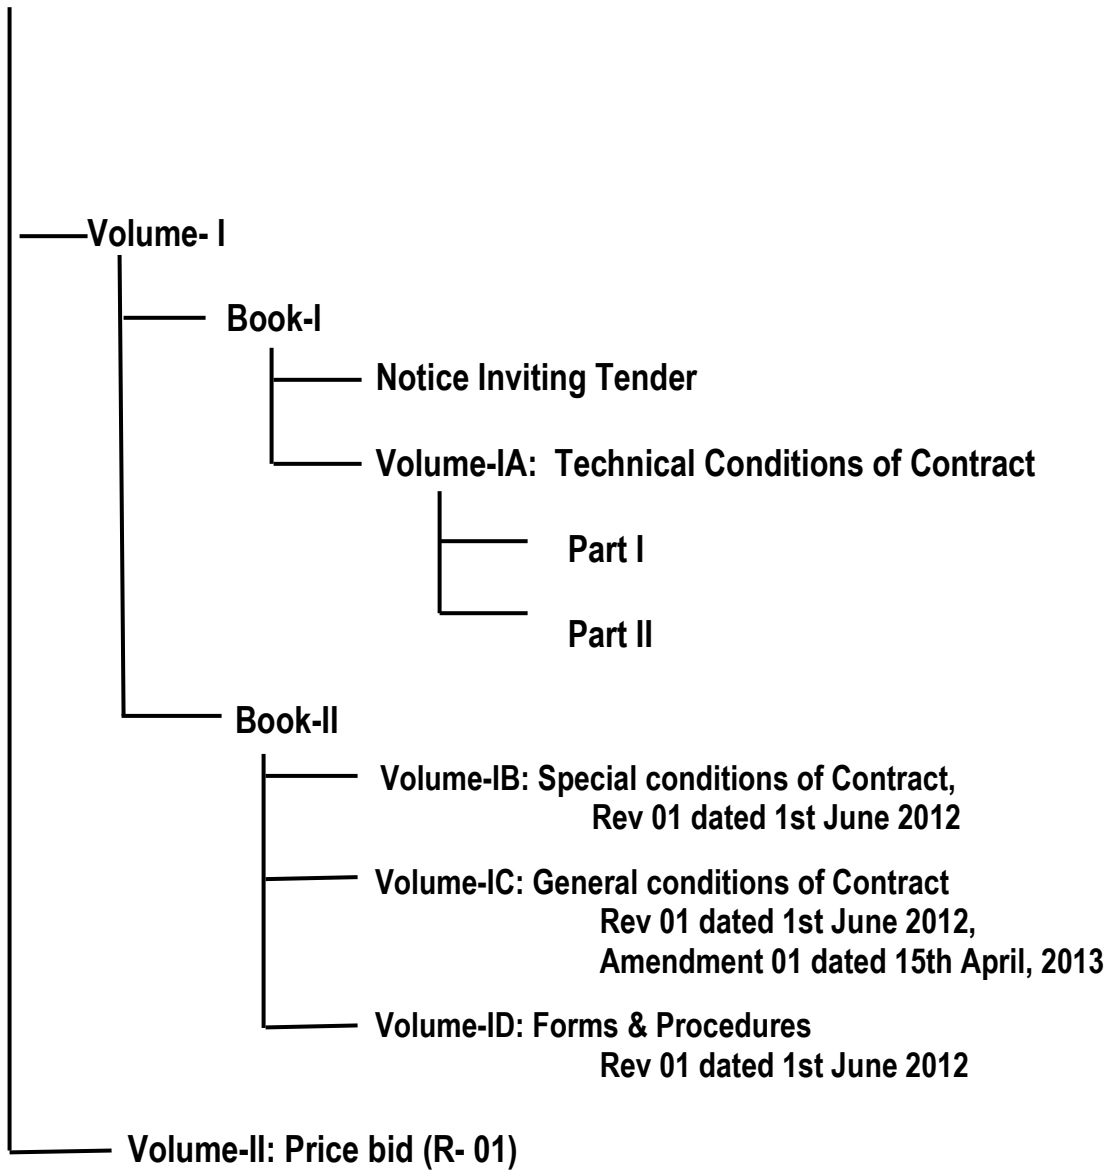 Volume- I
Book-I
Notice Inviting Tender
Volume-IA: Technical Conditions of Contract
Part I
Part II
Book-II
Volume-IB: Special conditions of Contract,
Rev 01 dated 1st June 2012
Volume-IC: General conditions of Contract
Rev 01 dated 1st June 2012,
Amendment 01 dated 15th April, 2013
Volume-ID: Forms & Procedures
Rev 01 dated 1st June 2012
Volume-II: Price bid (R- 01)